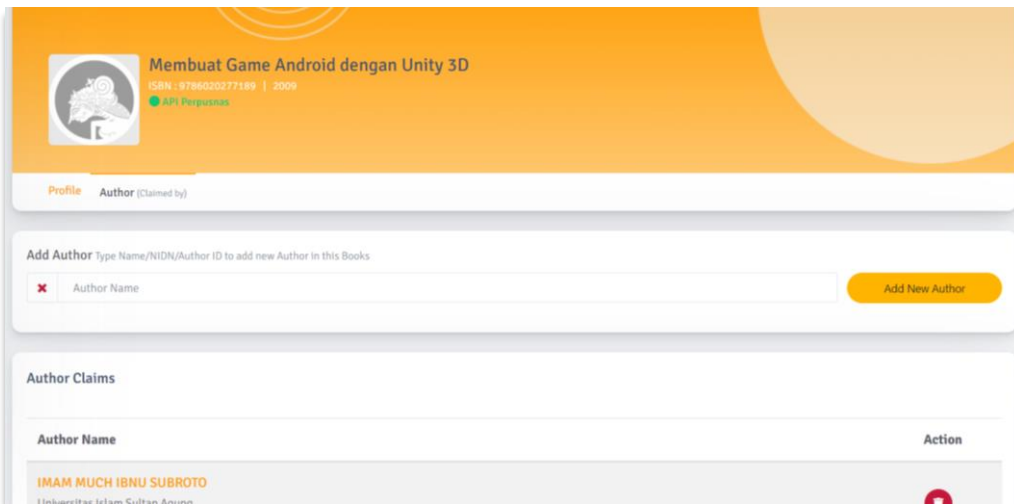 Membuat Game Android dengan Unity 3D
ISBN : 9786020277189 | 2009
API Perpusnas
Profile Author (Claimed by)
Add Author Type Name/NIDN/Author ID to add new Author in this Books
Author Name Add New Author
Author Claims
Author Name Action
IMAM MUCH IBNU SUBROTO
Universitas Islam Sultan Agung